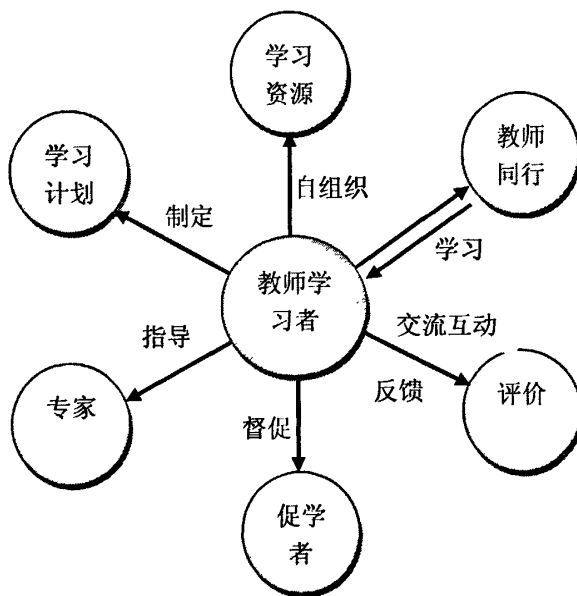 学习
资源
教师
同行
学习
计划
白组织
制定
学习
教师学
习者
指导
交流互动
专家
反馈
评价
督促
促学
者